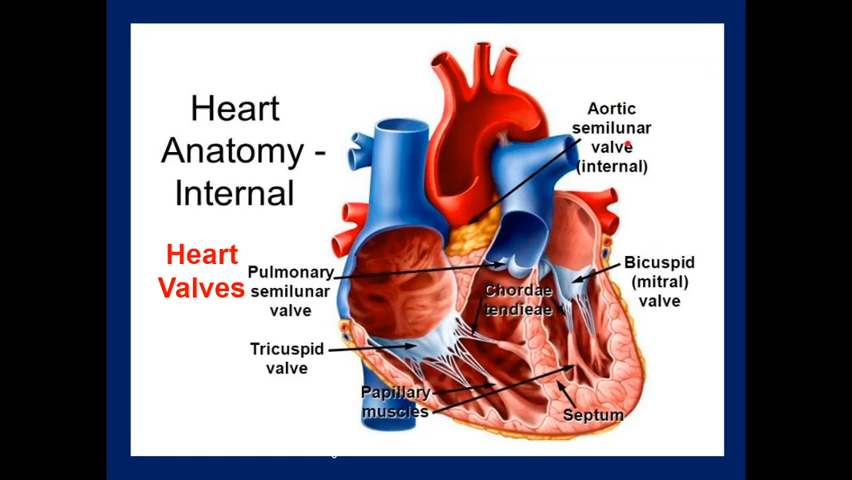 Heart
Anatomy -
Internal
Heart
Valves
Aortic
semilunar
valve
(internal)
Pulmonary
semilunar
valve
Chordae
tendieae
Bicuspid
(mitral)
valve
Tricuspid
valve
Papillary
muscles
Septum